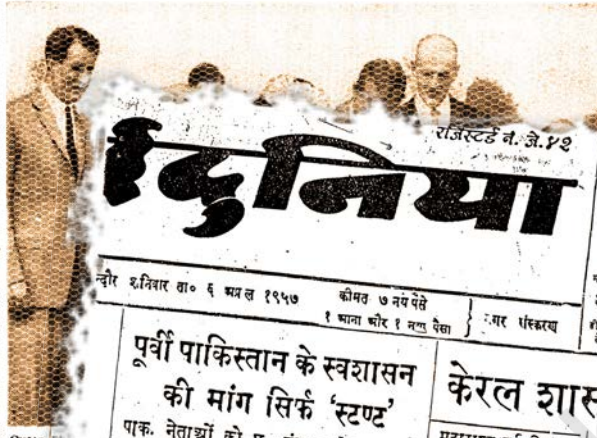 रजिस्टर्ड नं. जे. ४२
ई दुनिया
न्दौर शनिवार ता० ६ अप्रैल १९५७
कीमत ७ नये पैसे
१ आना और १ नया पैसा
नगर संस्करण
पूर्वी पाकिस्तान के स्वशासन
की मांग सिर्फ 'स्टण्ट'
केरल शास
पाक. नेताओं को